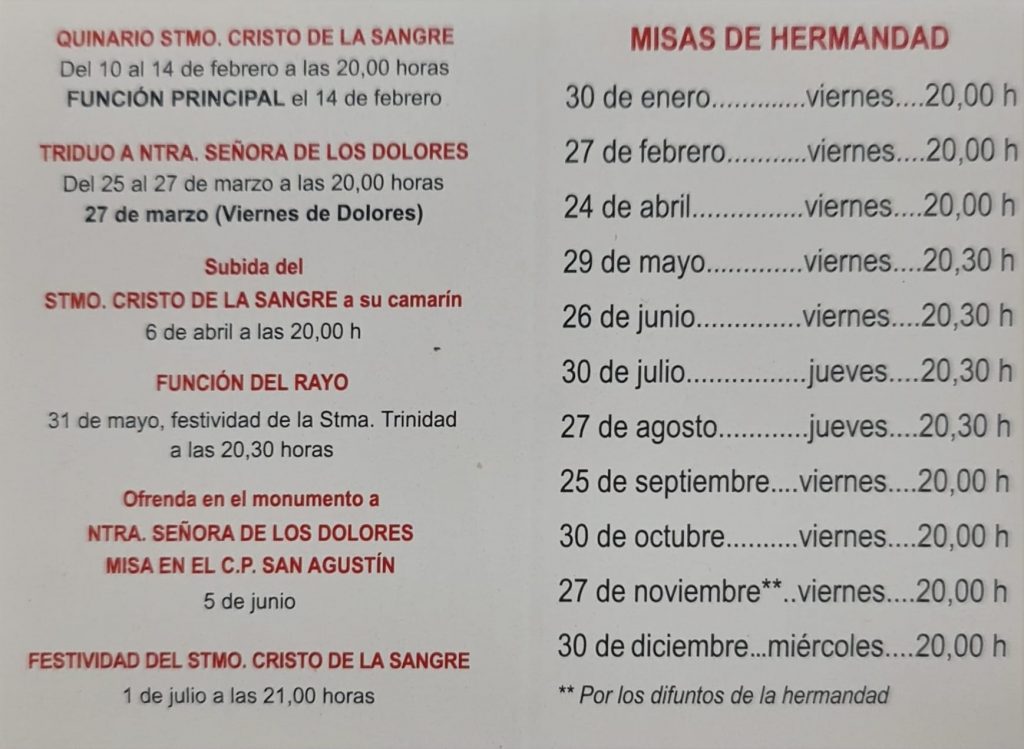 QUINARIO STMO. CRISTO DE LA SANGRE
Del 10 al 14 de febrero a las 20,00 horas
FUNCIÓN PRINCIPAL el 14 de febrero
TRIDUO A NTRA. SEÑORA DE LOS DOLORES
Del 25 al 27 de marzo a las 20,00 horas
27 de marzo (Viernes de Dolores)
Subida del
STMO. CRISTO DE LA SANGRE a su camarín
6 de abril a las 20,00 h
FUNCIÓN DEL RAYO
31 de mayo, festividad de la Stma. Trinidad
a las 20,30 horas
Ofrenda en el monumento a
NTRA. SEÑORA DE LOS DOLORES
MISA EN EL C.P. SAN AGUSTÍN
5 de junio
FESTIVIDAD DEL STMO. CRISTO DE LA SANGRE
1 de julio a las 21,00 horas
MISAS DE HERMANDAD
30 de enero.............viernes....20,00 h
27 de febrero...........viernes....20,00 h
24 de abril...............viernes....20,00 h
29 de mayo.............viernes....20,30 h
26 de junio..............viernes....20,30 h
30 de julio................jueves....20,30 h
27 de agosto............jueves....20,30 h
25 de septiembre....viernes....20,00 h
30 de octubre..........viernes....20,00 h
27 de noviembre**..viernes....20,00 h
30 de diciembre...miércoles....20,00 h
** Por los difuntos de la hermandad